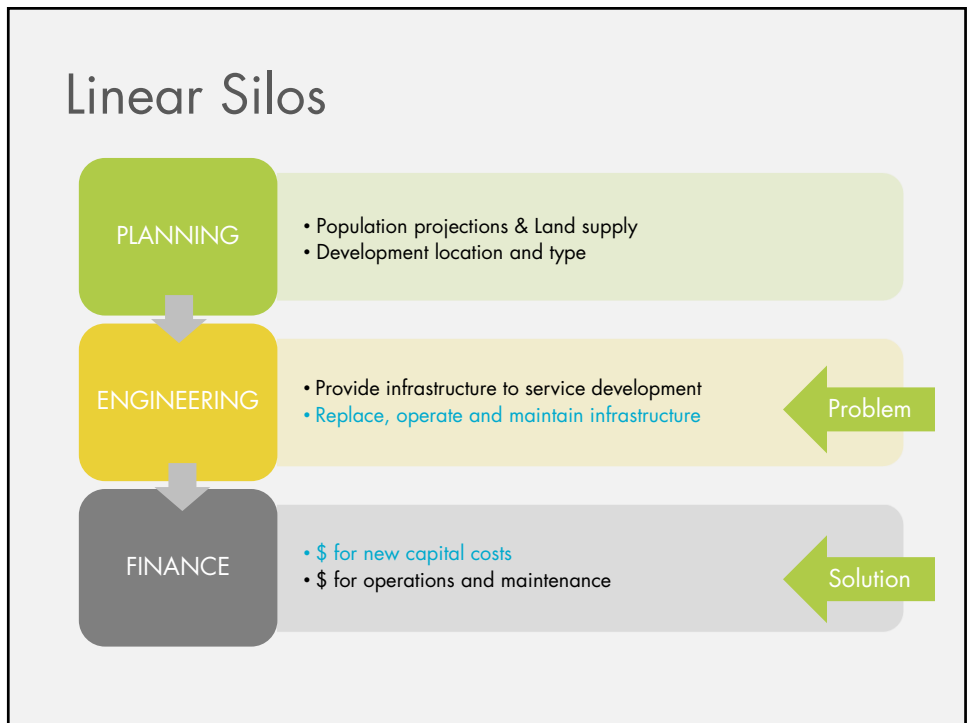 Linear Silos
PLANNING
• Population projections & Land supply
• Development location and type
ENGINEERING
• Provide infrastructure to service development
• Replace, operate and maintain infrastructure
Problem
FINANCE
• $ for new capital costs
• $ for operations and maintenance
Solution